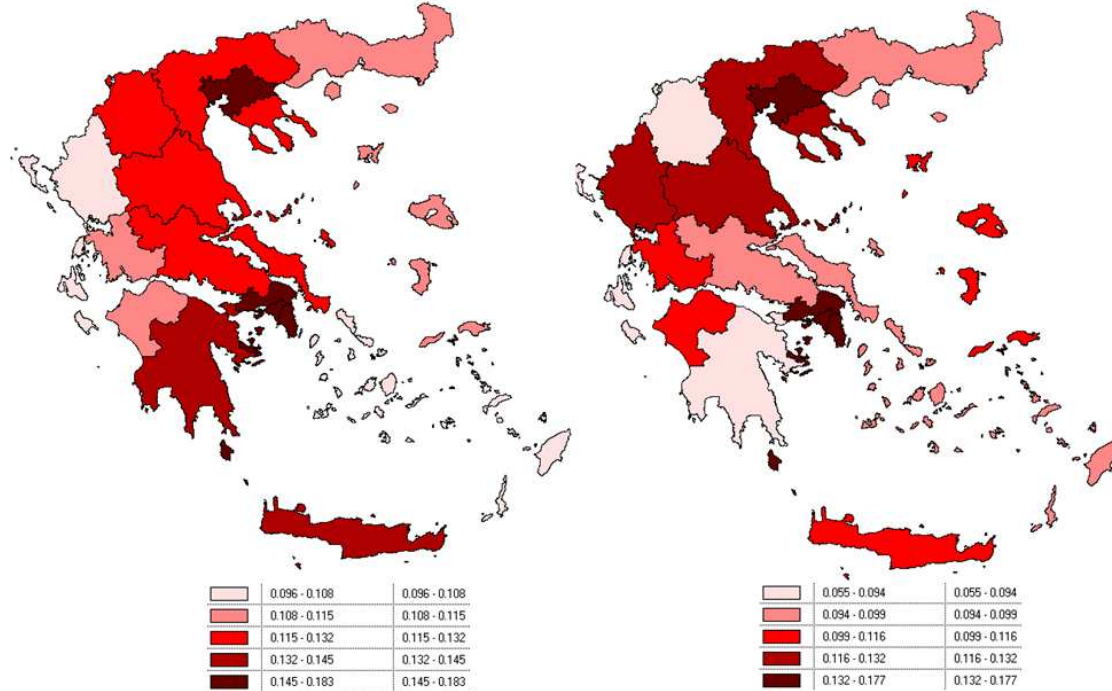 0.096 - 0.108 0.096 - 0.108
0.108 - 0.115 0.108 - 0.115
0.115 - 0.132 0.115 - 0.132
0.132 - 0.145 0.132 - 0.145
0.145 - 0.183 0.145 - 0.183
0.055 - 0.094 0.055 - 0.094
0.094 - 0.099 0.094 - 0.099
0.099 - 0.116 0.099 - 0.116
0.116 - 0.132 0.116 - 0.132
0.132 - 0.177 0.132 - 0.177